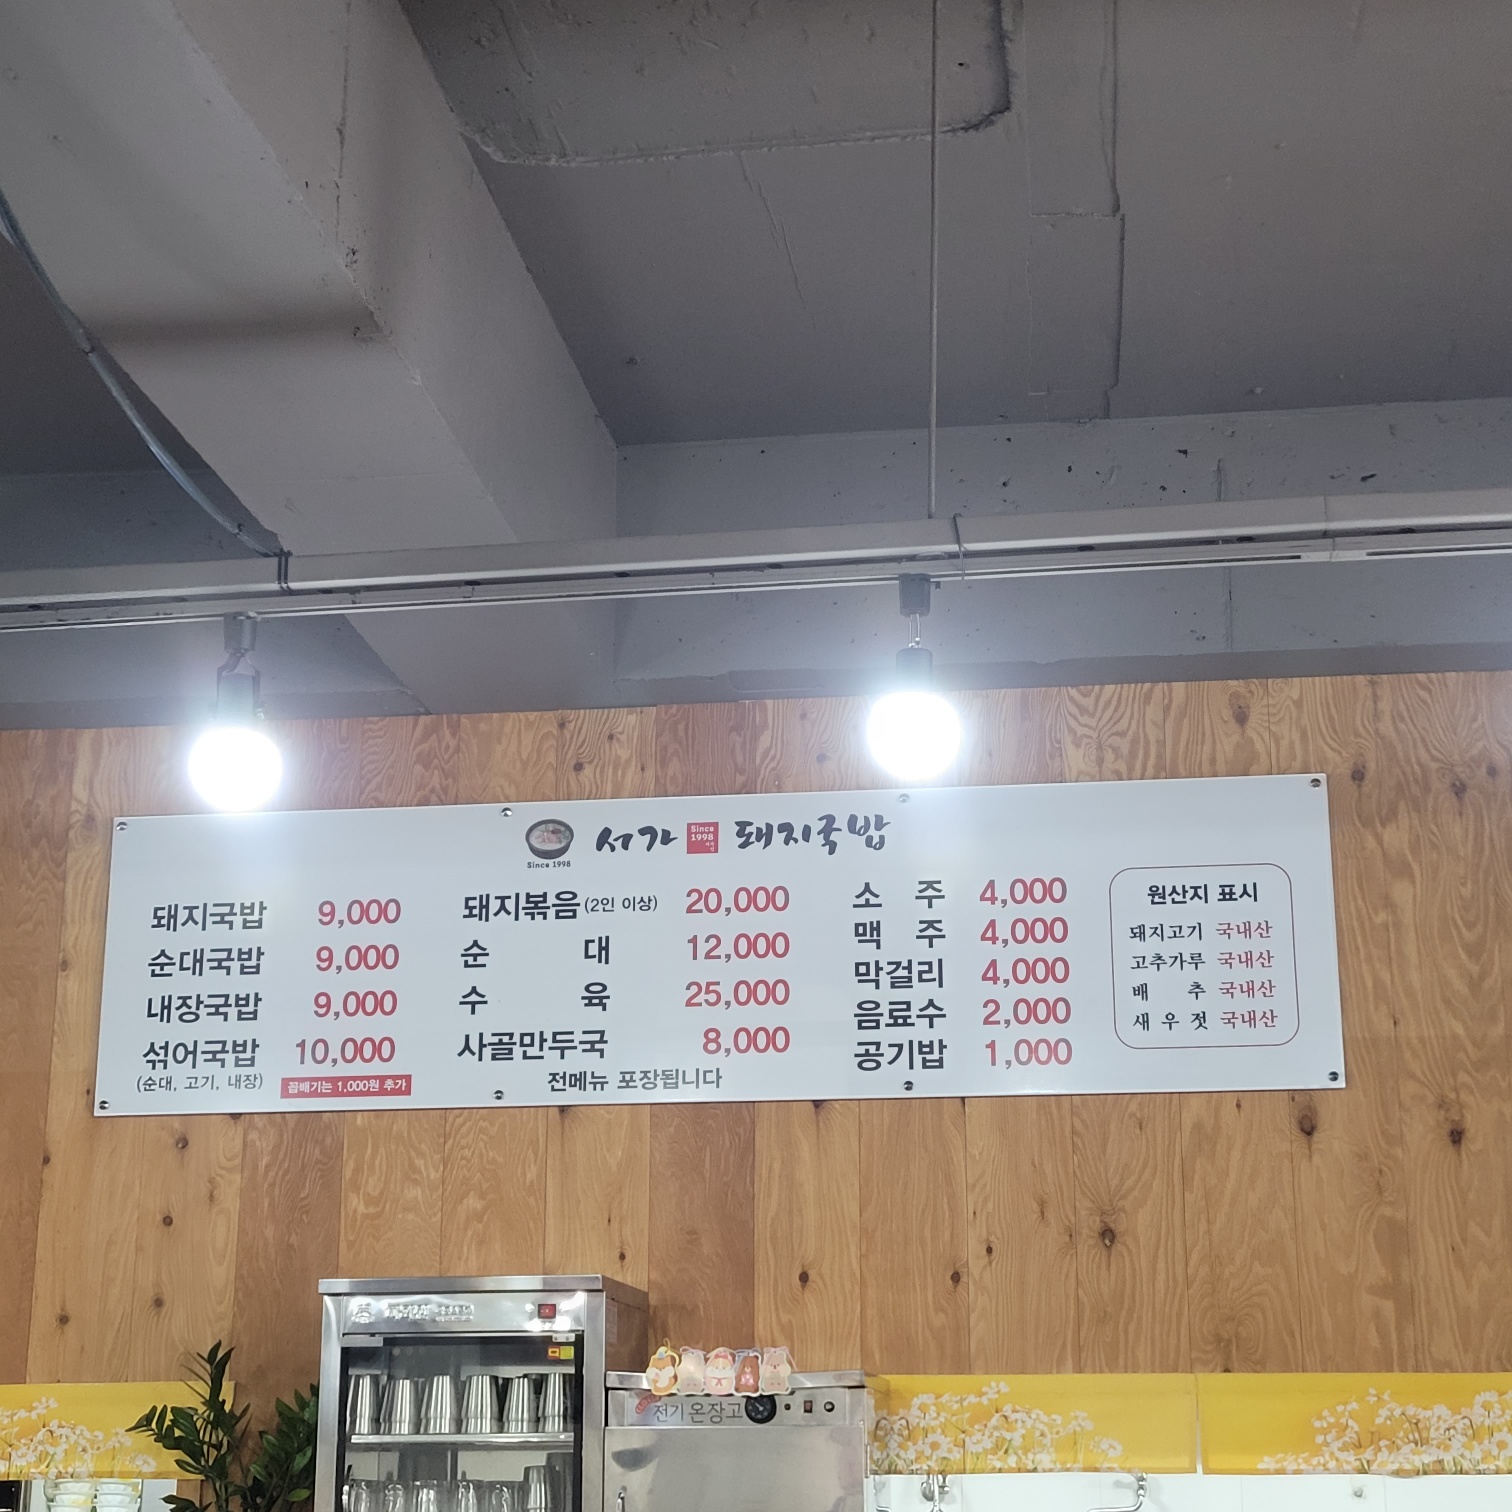 Since 1998
서가 Since 1998 돼지국밥
돼지국밥 9,000
순대국밥 9,000
내장국밥 9,000
섞어국밥 10,000
(순대, 고기, 내장) 곱배기는 1,000원 추가
돼지볶음(2인 이상) 20,000
순 대 12,000
수 육 25,000
사골만두국 8,000
전메뉴 포장됩니다
소 주 4,000
맥 주 4,000
막걸리 4,000
음료수 2,000
공기밥 1,000
원산지 표시
돼지고기 국내산
고추가루 국내산
배 추 국내산
새 우 젓 국내산
전기온장고